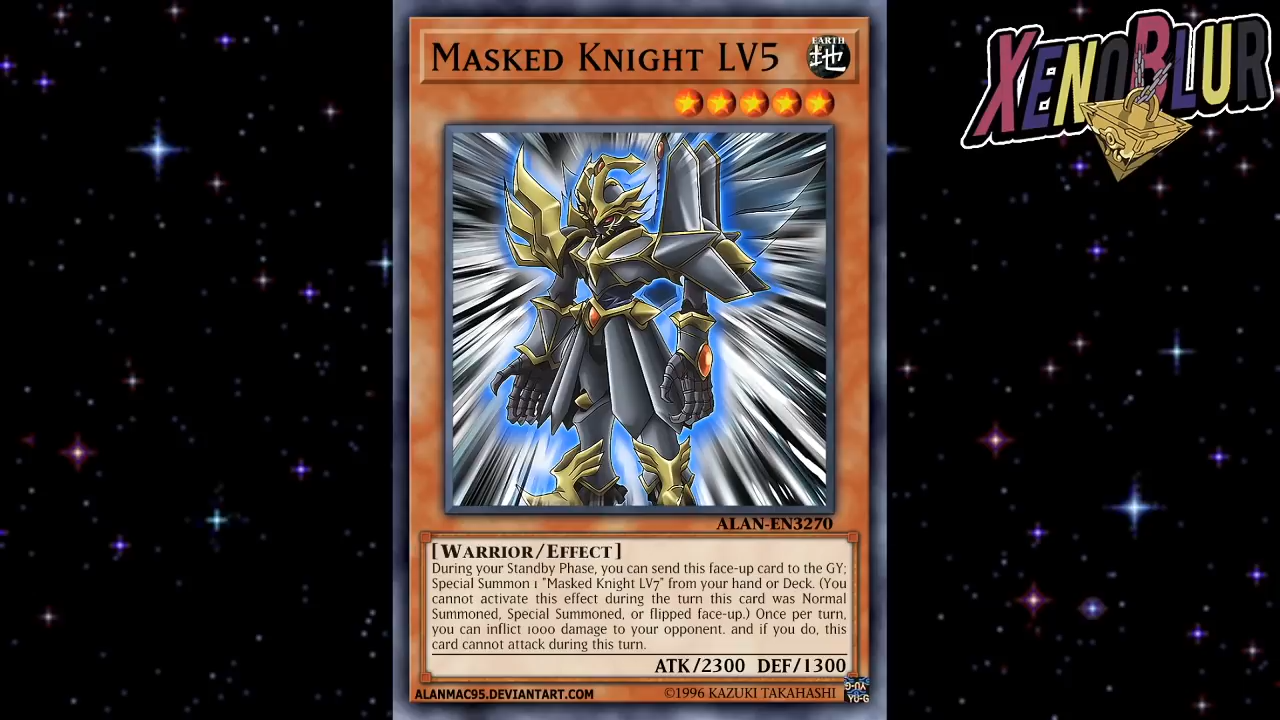 XENOBLUR
MASKED KNIGHT LV5
EARTH
地
ALAN-EN3270
[WARRIOR/EFFECT]
During your Standby Phase, you can send this face-up card to the GY;
Special Summon 1 "Masked Knight LV7" from your hand or Deck. (You
cannot activate this effect during the turn this card was Normal
Summoned, Special Summoned, or flipped face-up.) Once per turn,
you can inflict 1000 damage to your opponent. and if you do, this
card cannot attack during this turn.
ATK/2300 DEF/1300
ALANMAC95.DEVIANTART.COM
©1996 KAZUKI TAKAHASHI